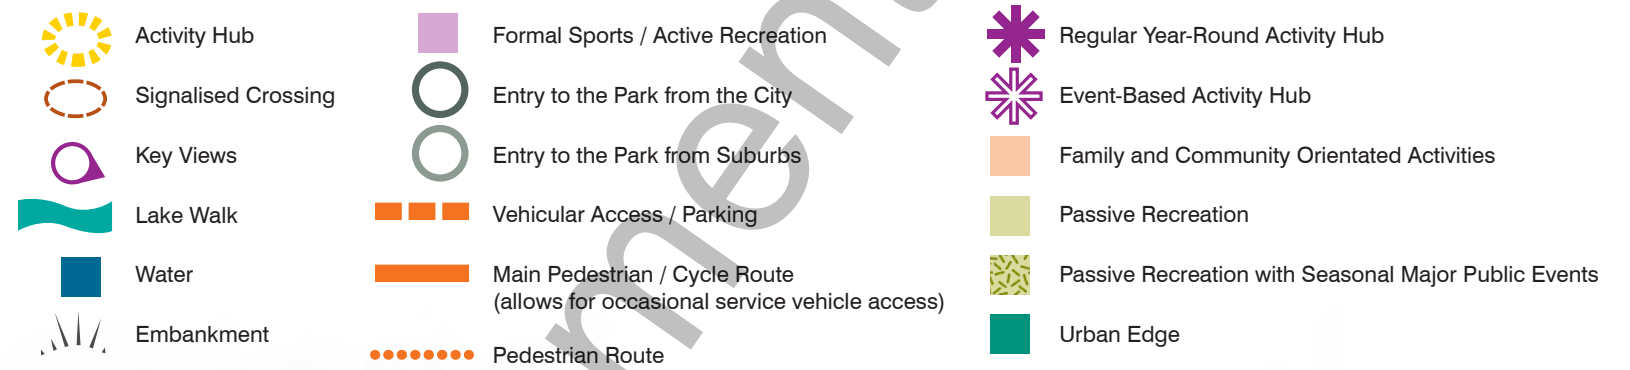 Activity Hub
Signalised Crossing
Key Views
Lake Walk
Water
Embankment
Formal Sports / Active Recreation
Entry to the Park from the City
Entry to the Park from Suburbs
Vehicular Access / Parking
Main Pedestrian / Cycle Route
(allows for occasional service vehicle access)
Pedestrian Route
Regular Year-Round Activity Hub
Event-Based Activity Hub
Family and Community Orientated Activities
Passive Recreation
Passive Recreation with Seasonal Major Public Events
Urban Edge